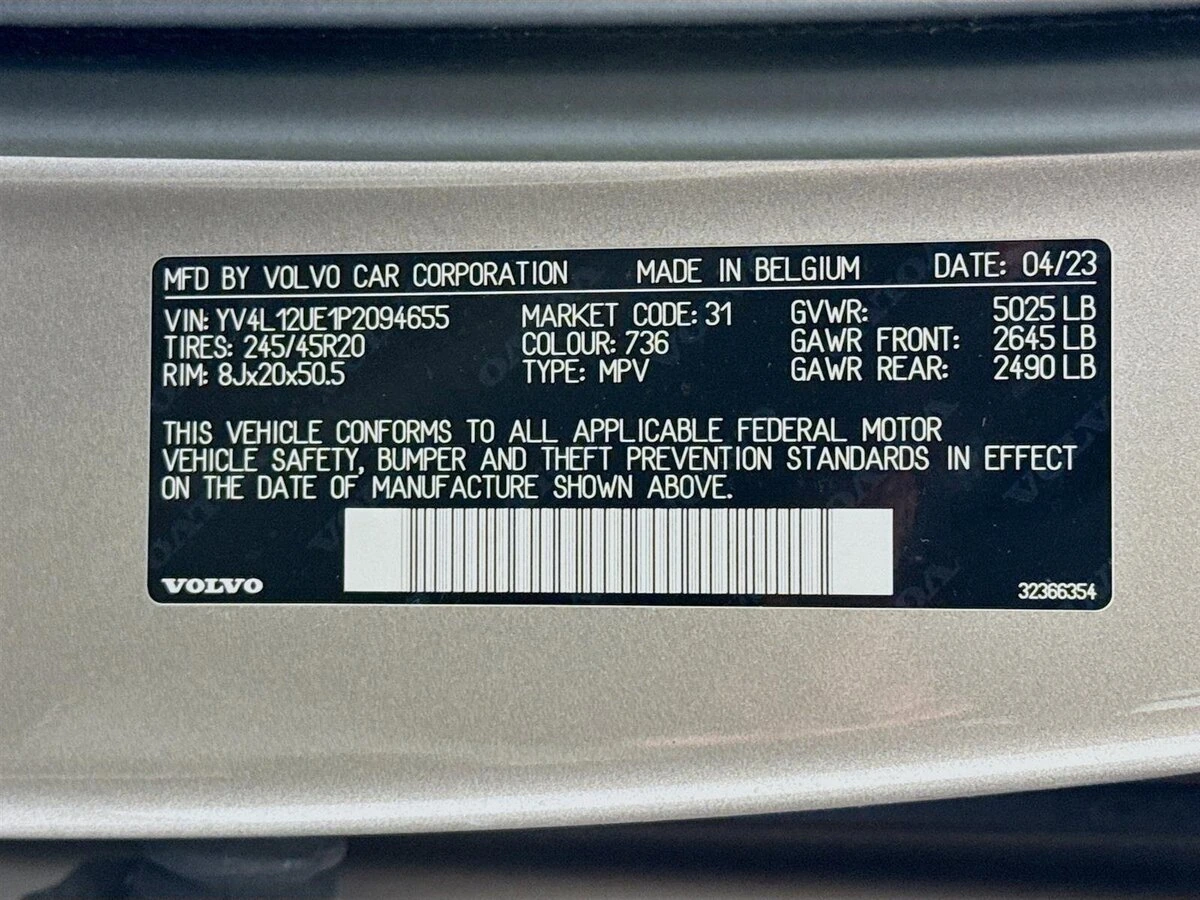 MFD BY VOLVO CAR CORPORATION MADE IN BELGIUM DATE: 04/23
VIN: YV4L12UE1P2094655 MARKET CODE: 31 GVWR: 5025 LB
TIRES: 245/45R20 COLOUR: 736 GAWR FRONT: 2645 LB
RIM: 8Jx20x50.5 TYPE: MPV GAWR REAR: 2490 LB
THIS VEHICLE CONFORMS TO ALL APPLICABLE FEDERAL MOTOR
VEHICLE SAFETY, BUMPER AND THEFT PREVENTION STANDARDS IN EFFECT
ON THE DATE OF MANUFACTURE SHOWN ABOVE.
VOLVO 32366354